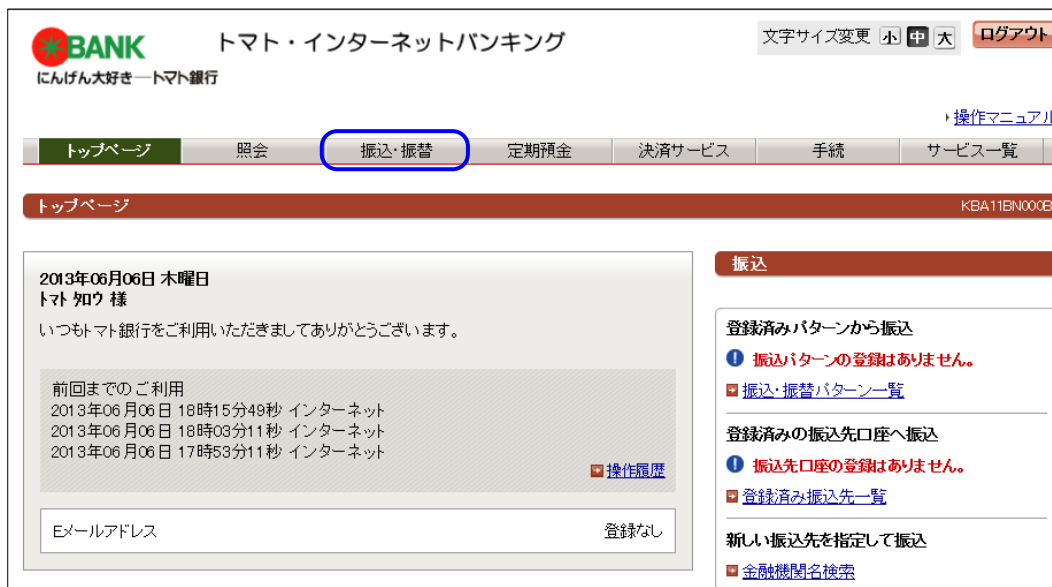 BANK
にんげん大好き─トマト銀行
トマト・インターネットバンキング
文字サイズ変更 小 中 大
ログアウト
操作マニュアル
トップページ 照会 振込・振替 定期預金 決済サービス 手続 サービス一覧
トップページ KBA11BN000B
2013年06月06日 木曜日
トマト タロウ 様
いつもトマト銀行をご利用いただきましてありがとうございます。
前回までのご利用
2013年06月06日 18時15分49秒 インターネット
2013年06月06日 18時03分11秒 インターネット
2013年06月06日 17時53分11秒 インターネット
操作履歴
Eメールアドレス 登録なし
振込
登録済みパターンから振込
振込パターンの登録はありません。
振込・振替パターン一覧
登録済みの振込先口座へ振込
振込先口座の登録はありません。
登録済み振込先一覧
新しい振込先を指定して振込
金融機関名検索